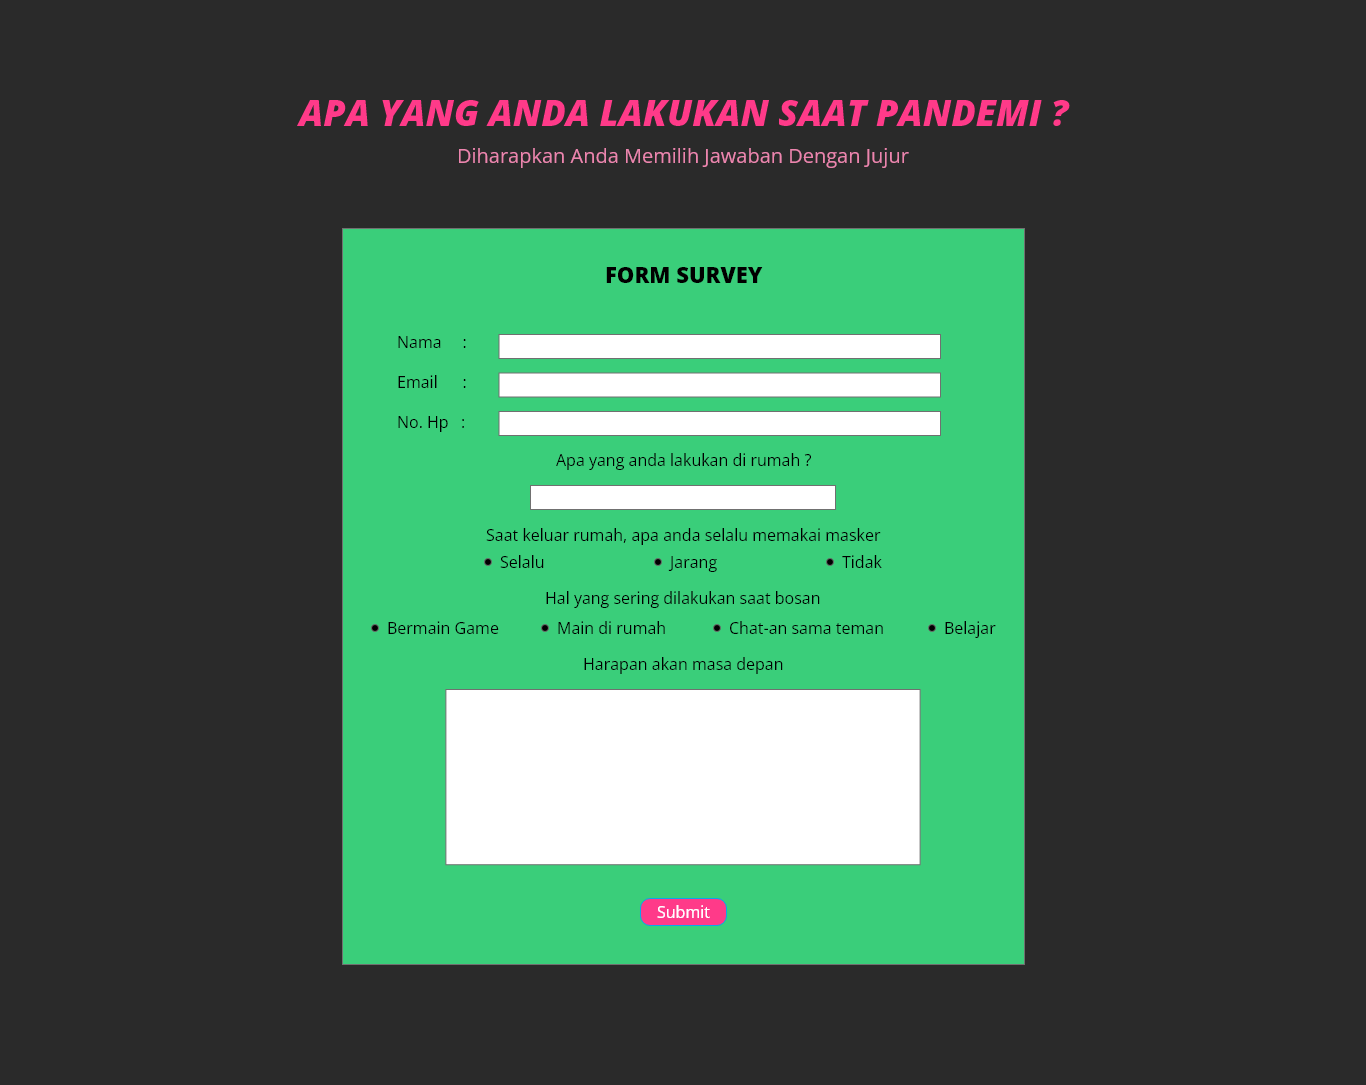 APA YANG ANDA LAKUKAN SAAT PANDEMI ?
Diharapkan Anda Memilih Jawaban Dengan Jujur
FORM SURVEY
Nama :
Email :
No. Hp :
Apa yang anda lakukan di rumah ?
Saat keluar rumah, apa anda selalu memakai masker
Selalu Jarang Tidak
Hal yang sering dilakukan saat bosan
Bermain Game Main di rumah Chat-an sama teman Belajar
Harapan akan masa depan
Submit